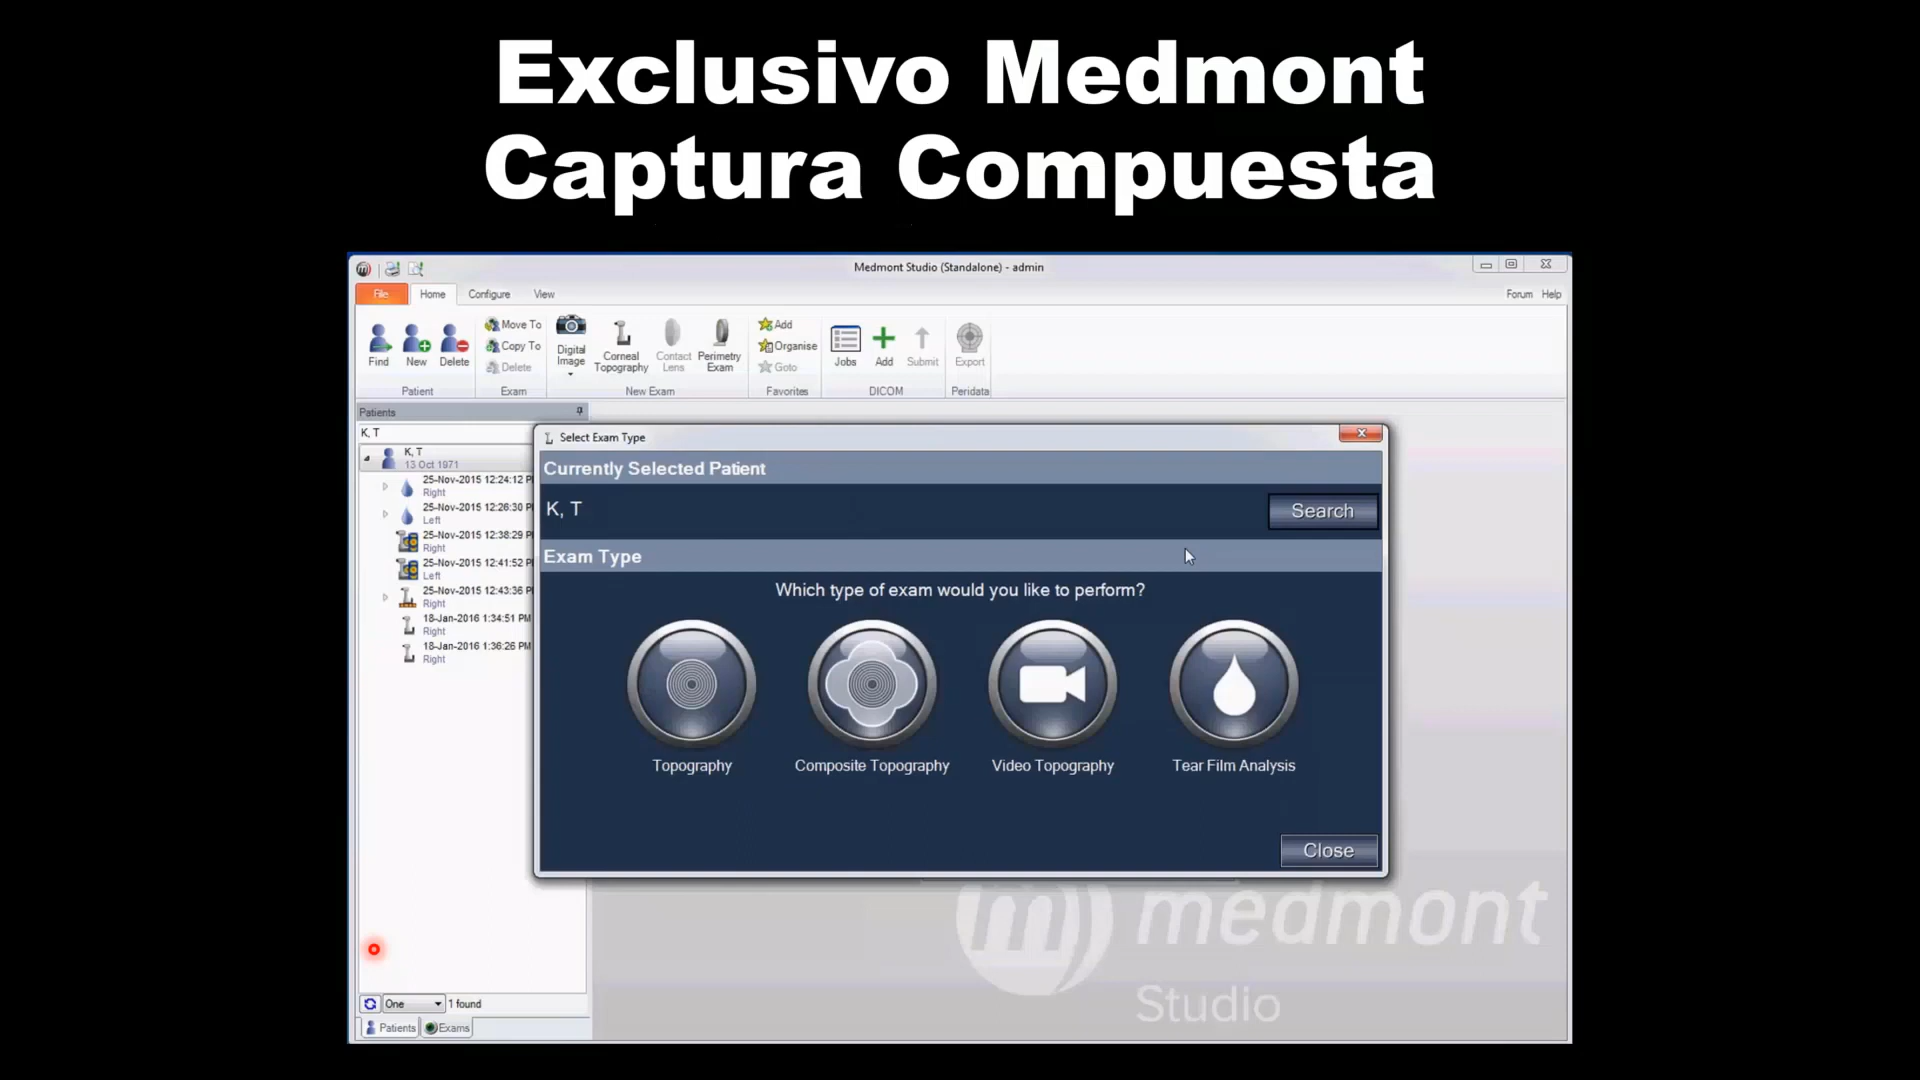 Exclusivo Medmont
Captura Compuesta
Medmont Studio (Standalone) - admin
File Home Configure View Forum Help
Find New Delete
Patient
Move To
Copy To
Delete
Exam
Digital Image
Corneal Topography
Contact Lens
Perimetry Exam
New Exam
Add
Organise
Goto
Favorites
Jobs Add Submit
DICOM
Export
Peridata
Patients
K, T
K, T
13 Oct 1971
25-Nov-2015 12:24:12
Right
25-Nov-2015 12:26:30
Left
25-Nov-2015 12:38:29
Right
25-Nov-2015 12:41:52
Left
25-Nov-2015 12:43:36
Right
18-Jan-2016 1:34:51 PM
Right
18-Jan-2016 1:36:26 PM
Right
Select Exam Type
Currently Selected Patient
K, T
Search
Exam Type
Which type of exam would you like to perform?
Topography Composite Topography Video Topography Tear Film Analysis
Close
medmont
Studio
One 1 found
Patients Exams